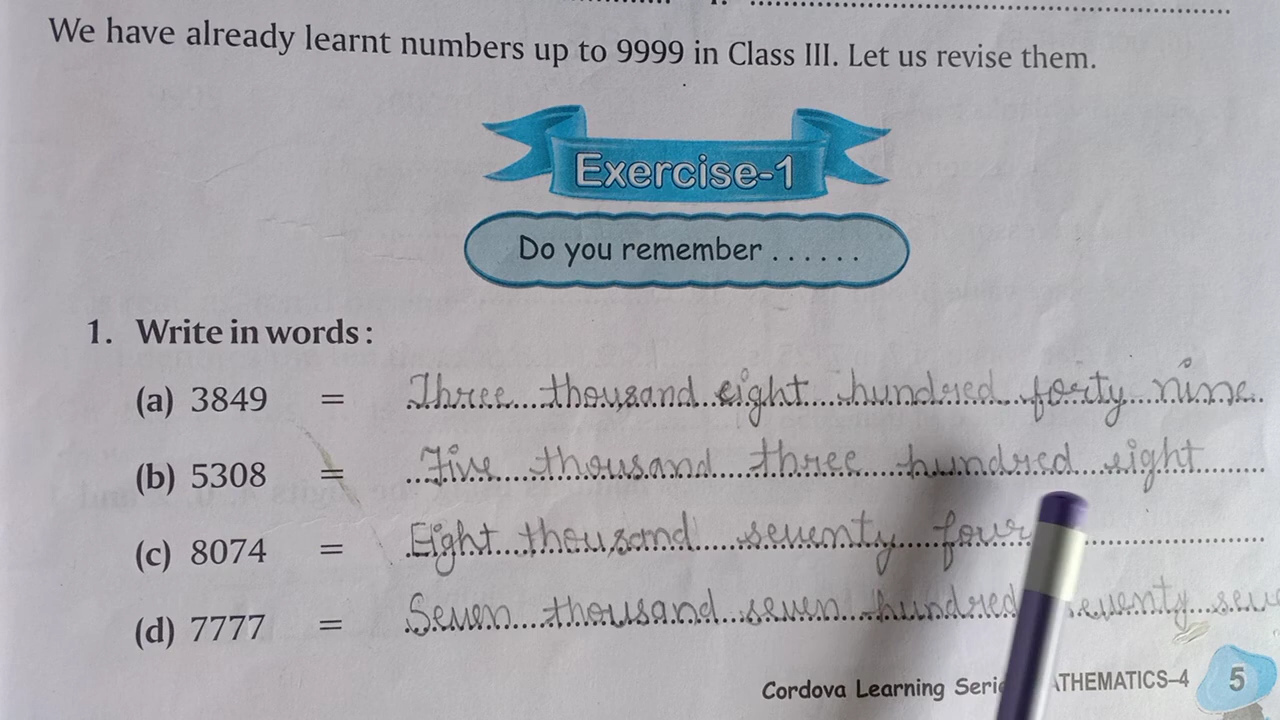 We have already learnt numbers up to 9999 in Class III. Let us revise them.
Exercise-1
Do you remember ......
1. Write in words :
(a) 3849 = Three thousand eight hundred forty nine
(b) 5308 = Five thousand three hundred eight
(c) 8074 = Eight thousand seventy four
(d) 7777 = Seven thousand seven hundred seventy
Cordova Learning MATHEMATICS–4 5